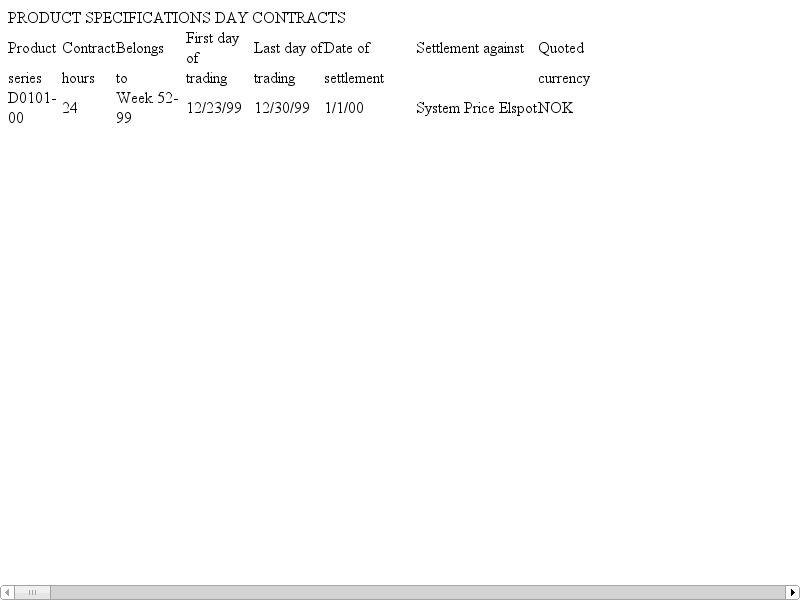 PRODUCT SPECIFICATIONS DAY CONTRACTS
Product Contract Belongs First day of Last day of Date of Settlement against Quoted
series hours to trading trading settlement currency
D0101-00 24 Week 52-99 12/23/99 12/30/99 1/1/00 System Price Elspot NOK